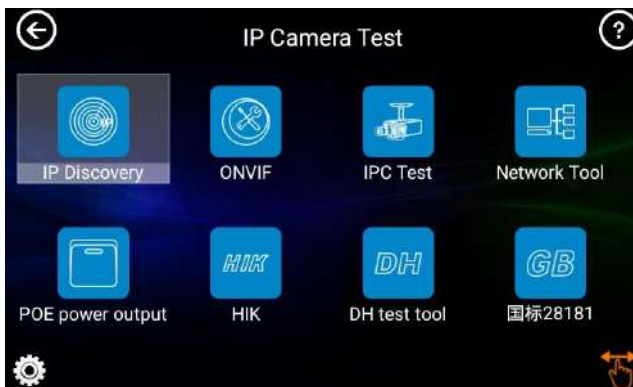 IP Camera Test
?
IP
IP Discovery
ONVIF
IPC Test
Network Tool
HIK
DH
GB
POE power output
HIK
DH test tool
国标28181